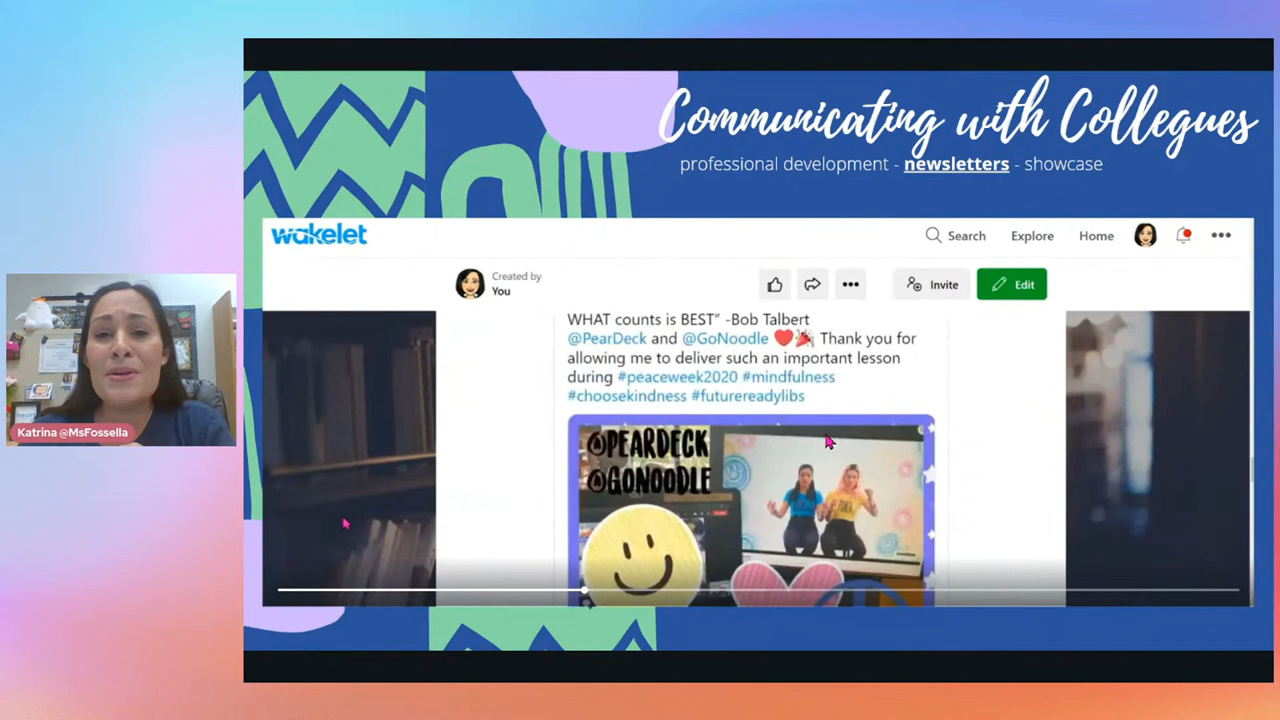 Communicating with Collegues
professional development - newsletters - showcase
wakelet
Search
Explore
Home
Created by
You
Invite
Edit
WHAT counts is BEST" -Bob Talbert
@PearDeck and @GoNoodle ❤️🎉 Thank you for
allowing me to deliver such an important lesson
during #peaceweek2020 #mindfulness
#choosekindness #futurereadylibs
@PEARDECK
@GONOODLE
Katrina @MsFossella